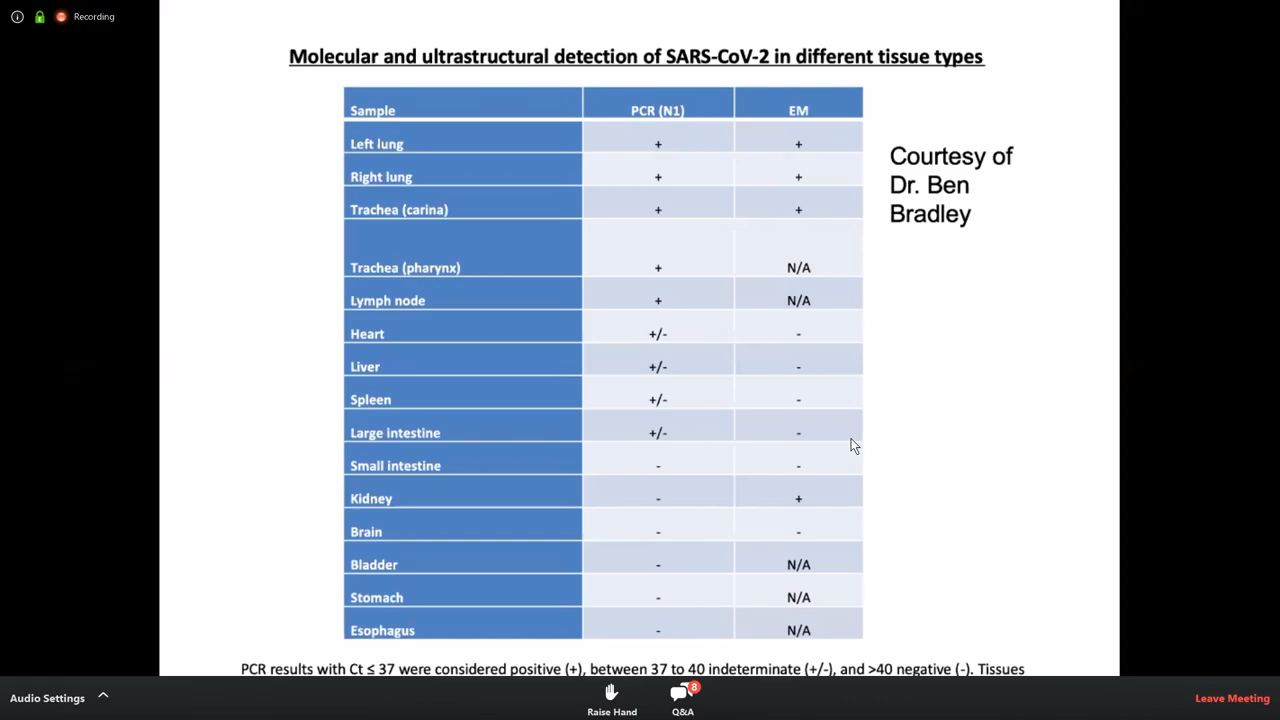 Recording
Molecular and ultrastructural detection of SARS-CoV-2 in different tissue types
Sample PCR (N1) EM
Left lung + +
Right lung + +
Trachea (carina) + +
Trachea (pharynx) + N/A
Lymph node + N/A
Heart +/- -
Liver +/- -
Spleen +/- -
Large intestine +/- -
Small intestine - -
Kidney - +
Brain - -
Bladder - N/A
Stomach - N/A
Esophagus - N/A
Courtesy of
Dr. Ben
Bradley
PCR results with Ct ≤ 37 were considered positive (+), between 37 to 40 indeterminate (+/-), and >40 negative (-). Tissues
Audio Settings
Raise Hand
8
Q&A
Leave Meeting